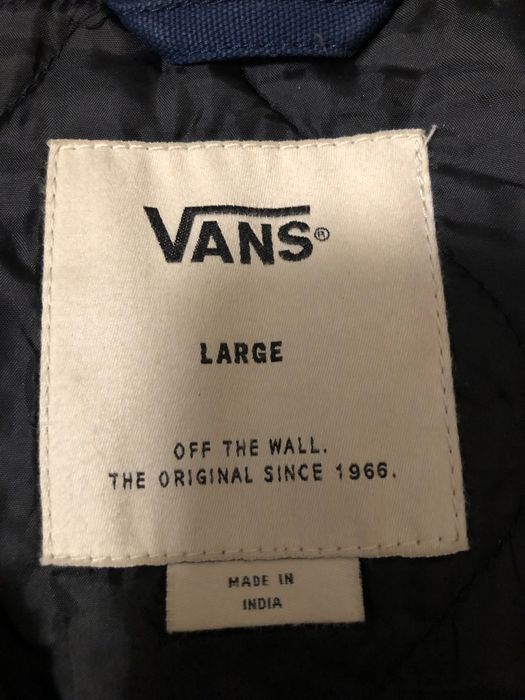 VANS®
LARGE
OFF THE WALL.
THE ORIGINAL SINCE 1966.
MADE IN
INDIA